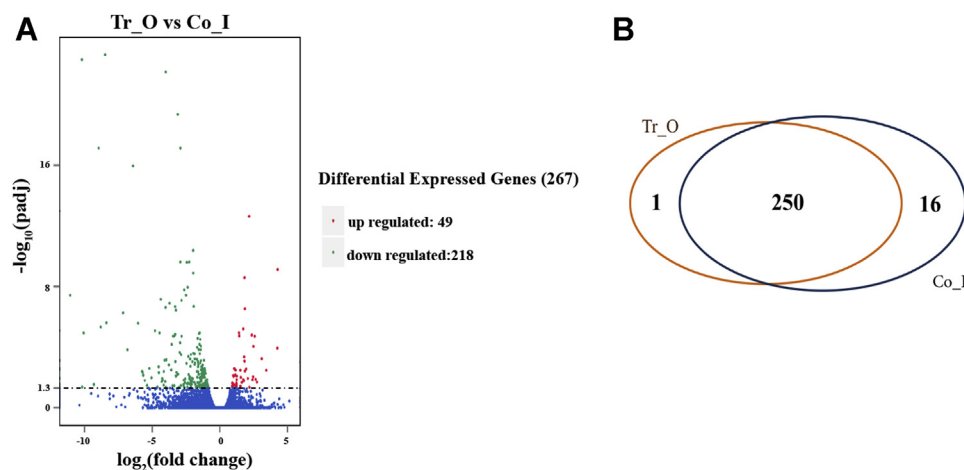 A
Tr_O vs Co_I
-log10(padj)
16
8
1.3
0
-10
-5
0
5
log2(fold change)
Differential Expressed Genes (267)
up regulated: 49
down regulated:218
B
Tr_O
1
250
16
Co_I